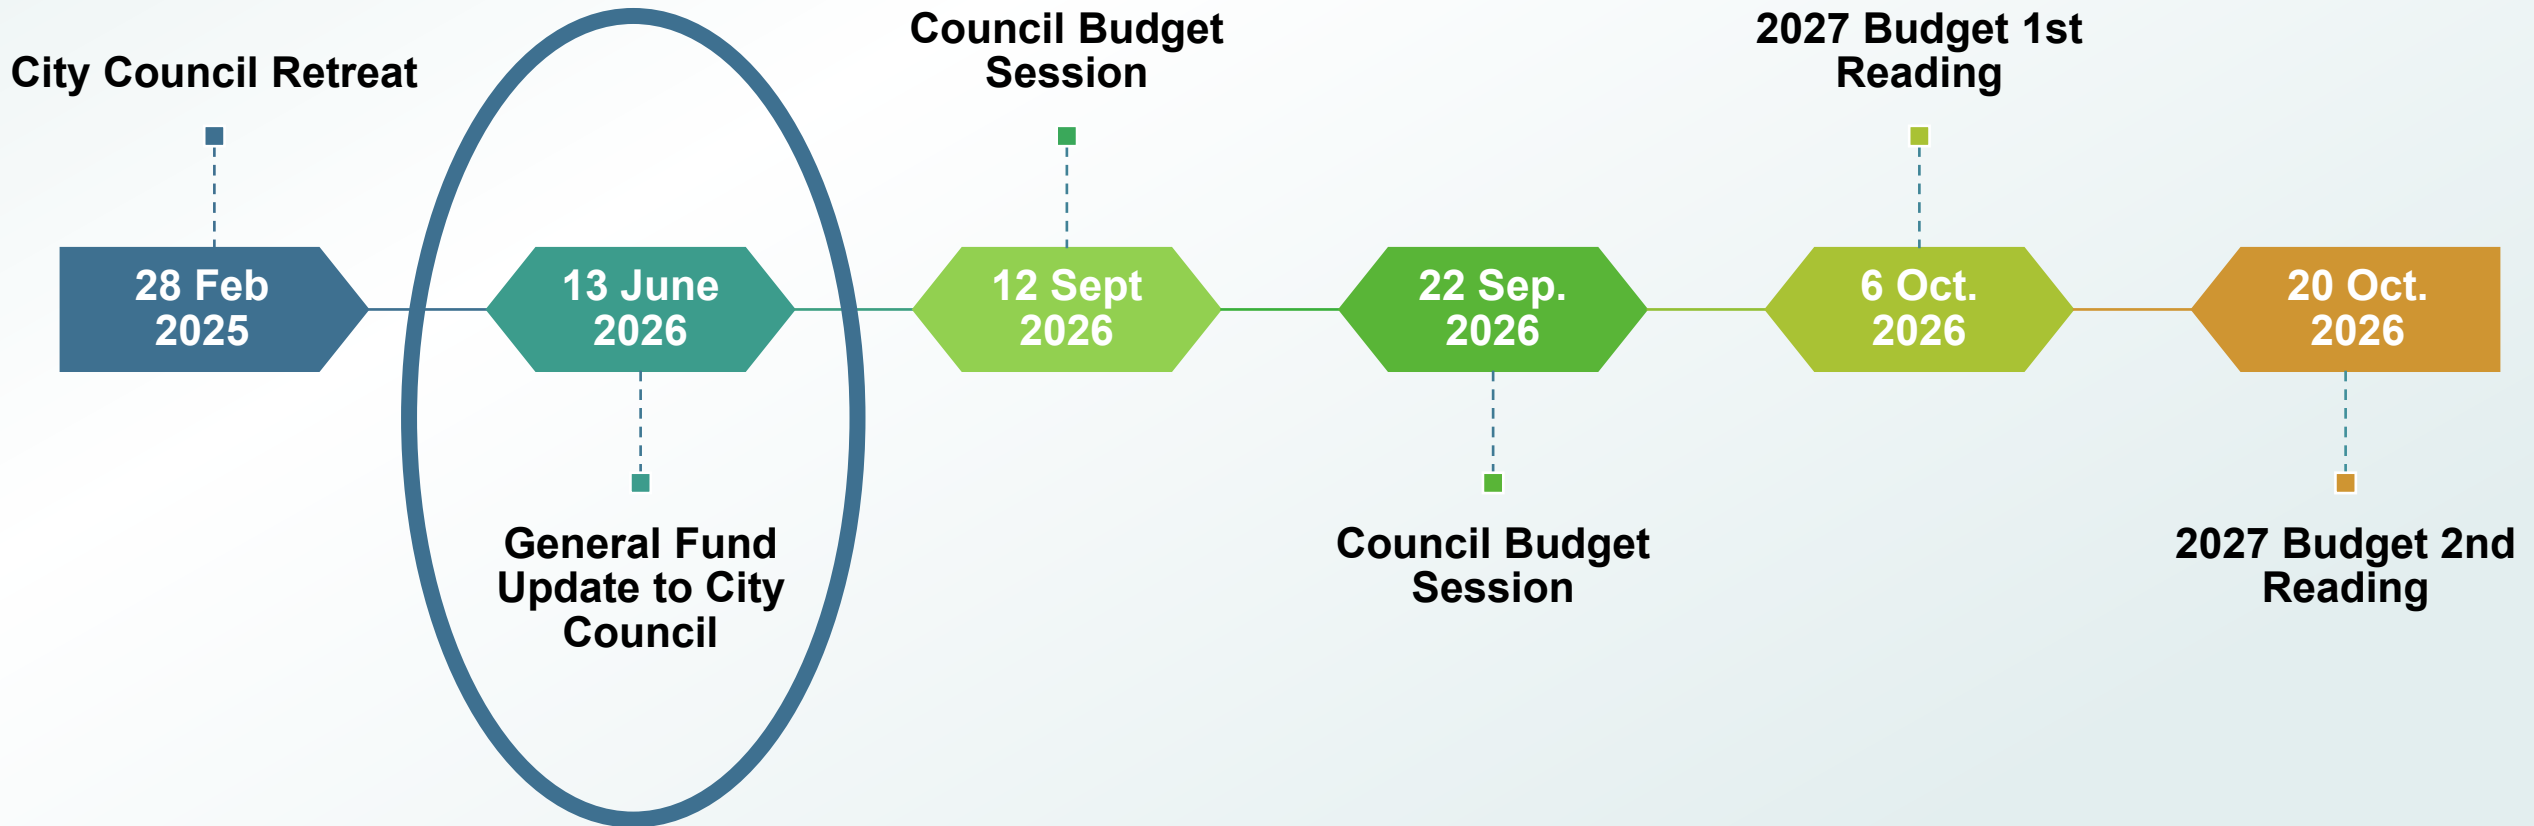 City Council Retreat
28 Feb
2025
13 June
2026
General Fund
Update to City
Council
Council Budget
Session
12 Sept
2026
22 Sep.
2026
Council Budget
Session
2027 Budget 1st
Reading
6 Oct.
2026
20 Oct.
2026
2027 Budget 2nd
Reading